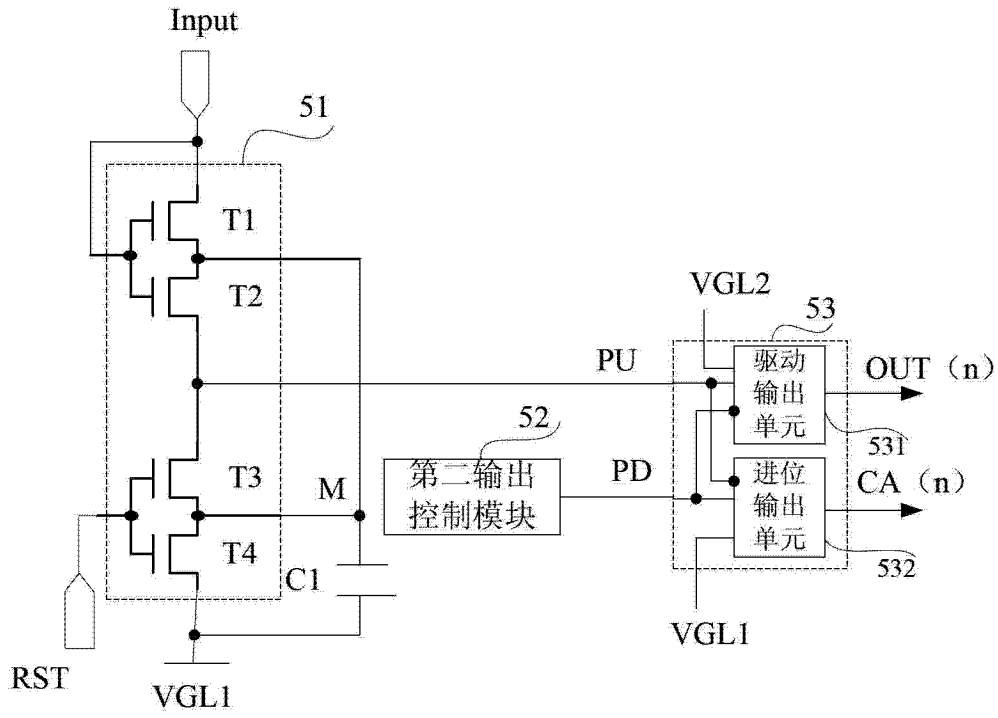 Input
51
T1
T2
VGL2
53
PU
驱动
输出
单元
OUT（n）
531
52
第二输出
控制模块
PD
进位
输出
单元
CA（n）
532
T3
M
T4
C1
VGL1
RST
VGL1